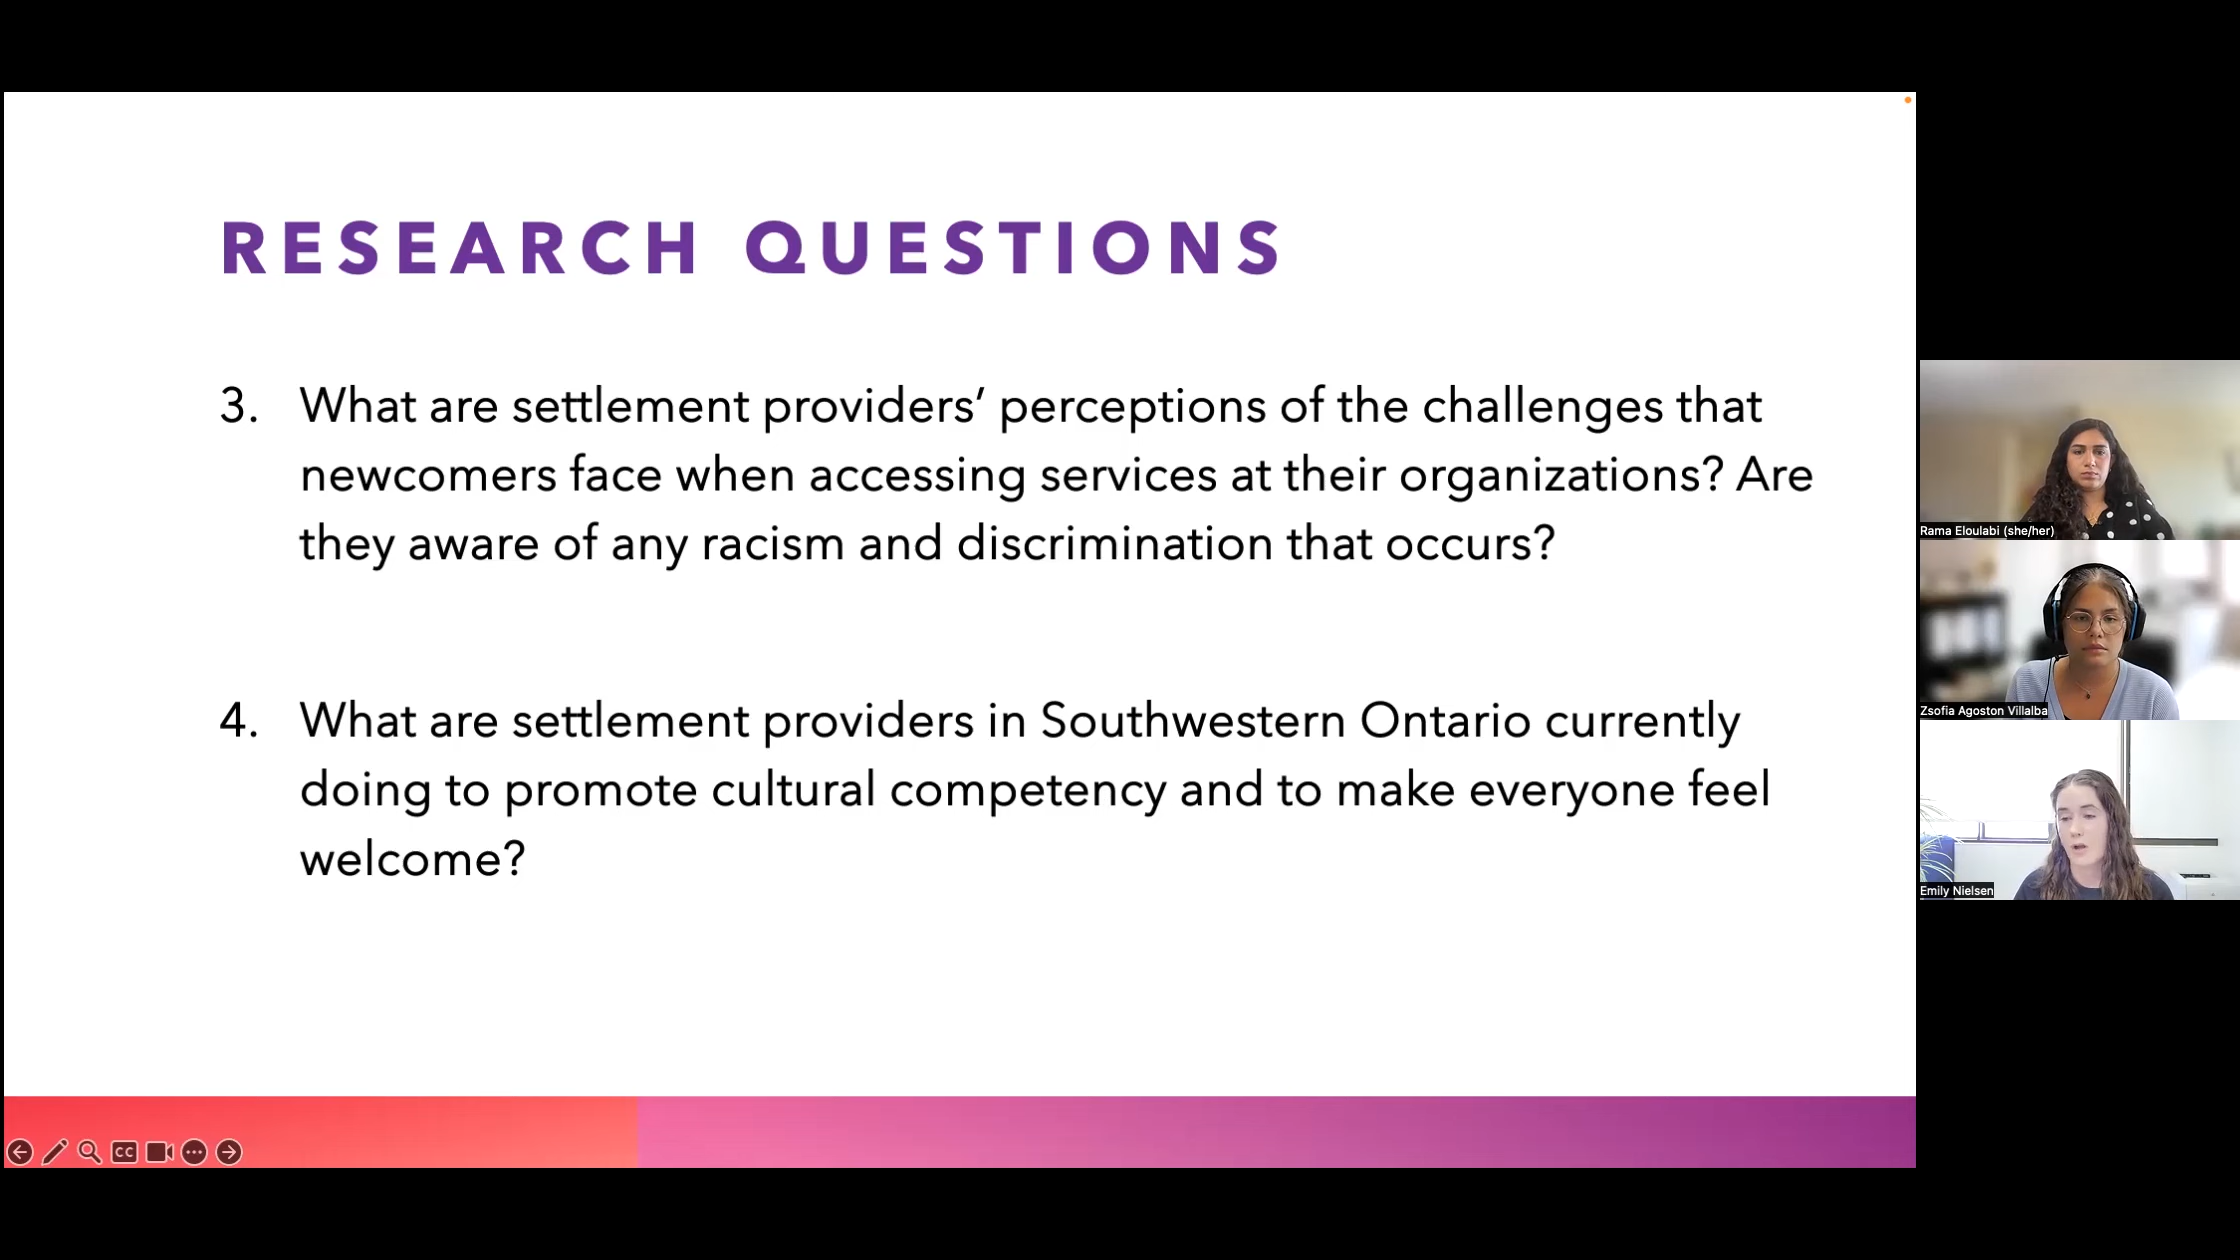 RESEARCH QUESTIONS
3. What are settlement providers’ perceptions of the challenges that
newcomers face when accessing services at their organizations? Are
they aware of any racism and discrimination that occurs?
4. What are settlement providers in Southwestern Ontario currently
doing to promote cultural competency and to make everyone feel
welcome?
Rama Eloulabi (she/her)
Zsofia Agoston Villalba
Emily Nielsen
CC